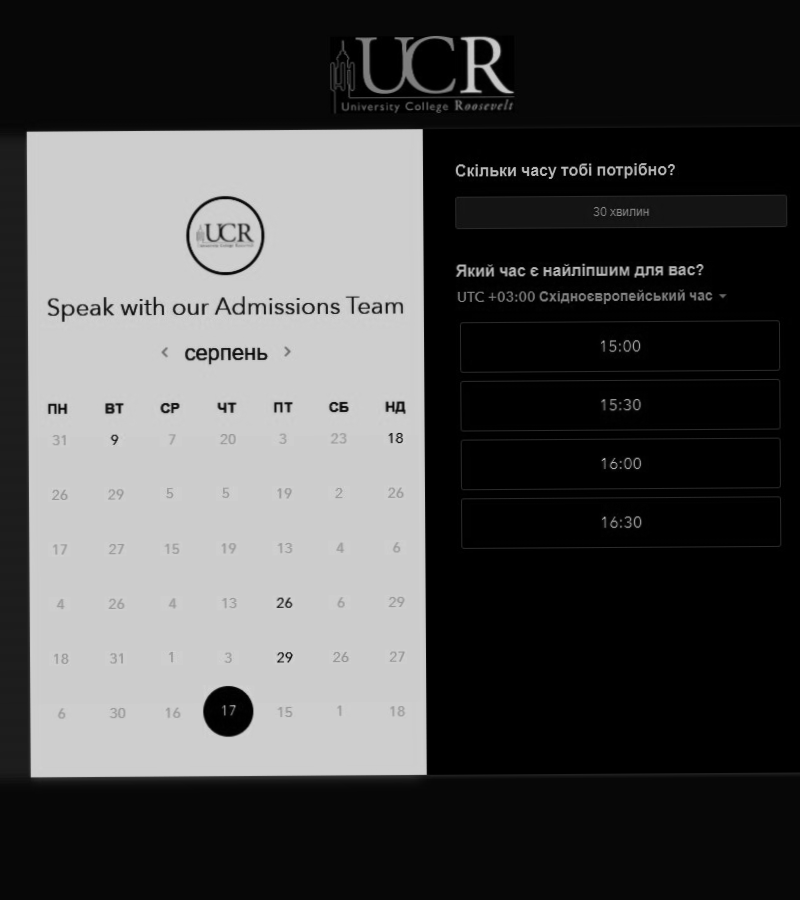 UCR
University College Roosevelt
UCR
Speak with our Admissions Team
серпень
ПН ВТ СР ЧТ ПТ СБ НД
31 9 7 20 3 23 18
26 29 5 5 19 2 26
17 27 15 19 13 4 6
4 26 4 13 26 6 29
18 31 1 3 29 26 27
6 30 16 17 15 1 18
Скільки часу тобі потрібно?
30 хвилин
Який час є найліпшим для вас?
UTC +03:00 Східноєвропейський час
15:00
15:30
16:00
16:30